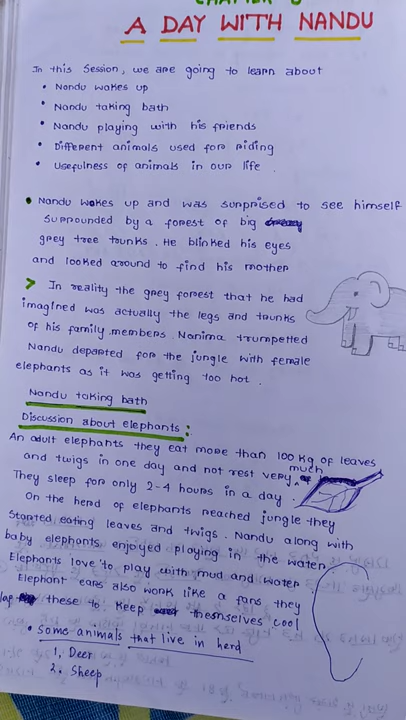 A DAY WITH NANDU
In this Session, we are going to learn about
• Nandu wakes up
• Nandu taking bath
• Nandu playing with his friends
• Different animals used for riding
• Usefulness of animals in our life.
• Nandu wakes up and was surprised to see himself
surrounded by a forest of big
grey tree trunks. He blinked his eyes
and looked around to find his mother
> In reality the grey forest that he had
imagined was actually the legs and trunks
of his family members. Nanima trumpetted
Nandu departed for the jungle with female
elephants as it was getting too hot.
Nandu taking bath
Discussion about elephants:
An adult elephants they eat more than 100 kg of leaves
and twigs in one day and not rest very much
They sleep for only 2-4 hours in a day.
On the herd of elephants reached jungle they
Started eating leaves and twigs. Nandu along with
baby elephants enjoyed playing in the water.
Elephants love to play with mud and water.
Elephant ears also work like a fans they
these to keep themselves cool
• Some animals that live in herd
1. Deer
2. Sheep